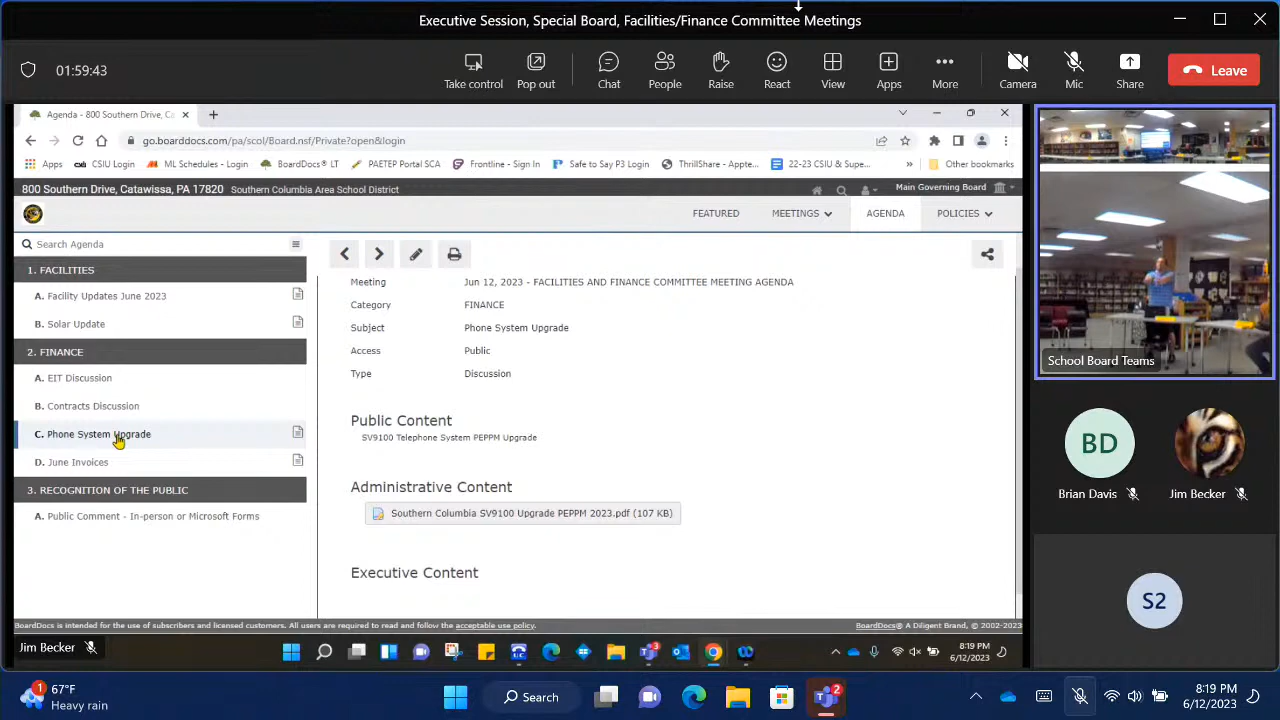 Executive Session, Special Board, Facilities/Finance Committee Meetings
01:59:43
Take control
Pop out
Chat
People
Raise
React
View
Apps
More
Camera
Mic
Share
Leave
Agenda - 800 Southern Drive, Ca
go.boarddocs.com/pa/scol/Board.nsf/Private?open&login
Apps
CSIU Login
ML Schedules - Login
BoardDocs® LT
PAETEP Portal SCA
Frontline - Sign In
Safe to Say P3 Login
ThrillShare - Appte...
22-23 CSIU & Supe...
Other bookmarks
800 Southern Drive, Catawissa, PA 17820 Southern Columbia Area School District
Main Governing Board
FEATURED
MEETINGS
AGENDA
POLICIES
Search Agenda
1. FACILITIES
A. Facility Updates June 2023
B. Solar Update
2. FINANCE
A. EIT Discussion
B. Contracts Discussion
C. Phone System Upgrade
D. June Invoices
3. RECOGNITION OF THE PUBLIC
A. Public Comment - In-person or Microsoft Forms
Meeting Jun 12, 2023 - FACILITIES AND FINANCE COMMITTEE MEETING AGENDA
Category FINANCE
Subject Phone System Upgrade
Access Public
Type Discussion
Public Content
SV9100 Telephone System PEPPM Upgrade
Administrative Content
Southern Columbia SV9100 Upgrade PEPPM 2023.pdf (107 KB)
Executive Content
BoardDocs is intended for the use of subscribers and licensed customers. All users are required to read and follow the acceptable use policy.
BoardDocs® A Diligent Brand, © 2002-2023
Jim Becker
8:19 PM
6/12/2023
School Board Teams
BD
Brian Davis
Jim Becker
S2
1
67°F
Heavy rain
Search
2
8:19 PM
6/12/2023